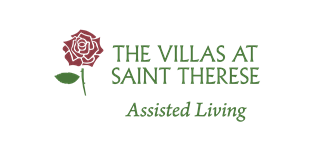 THE VILLAS AT
SAINT THERESE
Assisted Living